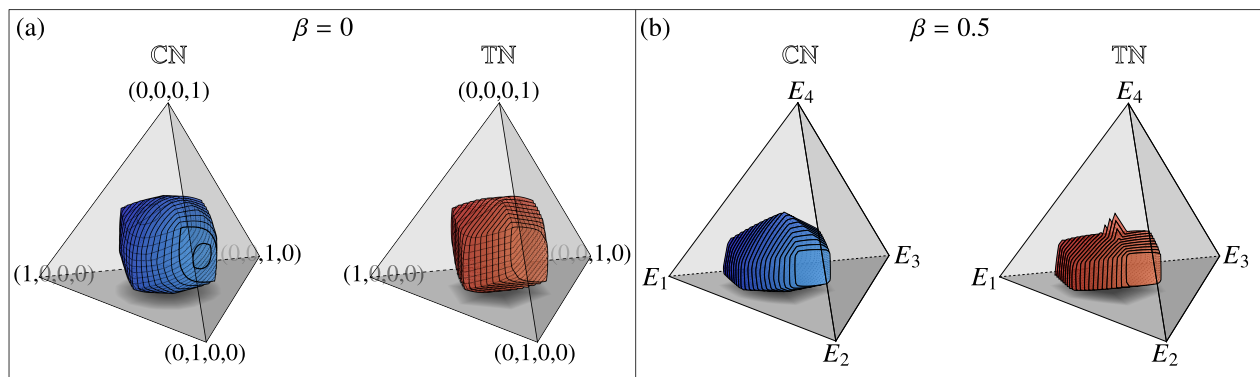 (a) β = 0
ℂℕ 𝕋ℕ
(0,0,0,1) (0,0,0,1)
(1,0,0,0) (0,0,1,0) (1,0,0,0) (0,0,1,0)
(0,1,0,0) (0,1,0,0)
(b) β = 0.5
ℂℕ 𝕋ℕ
E₄ E₄
E₁ E₃ E₁ E₃
E₂ E₂